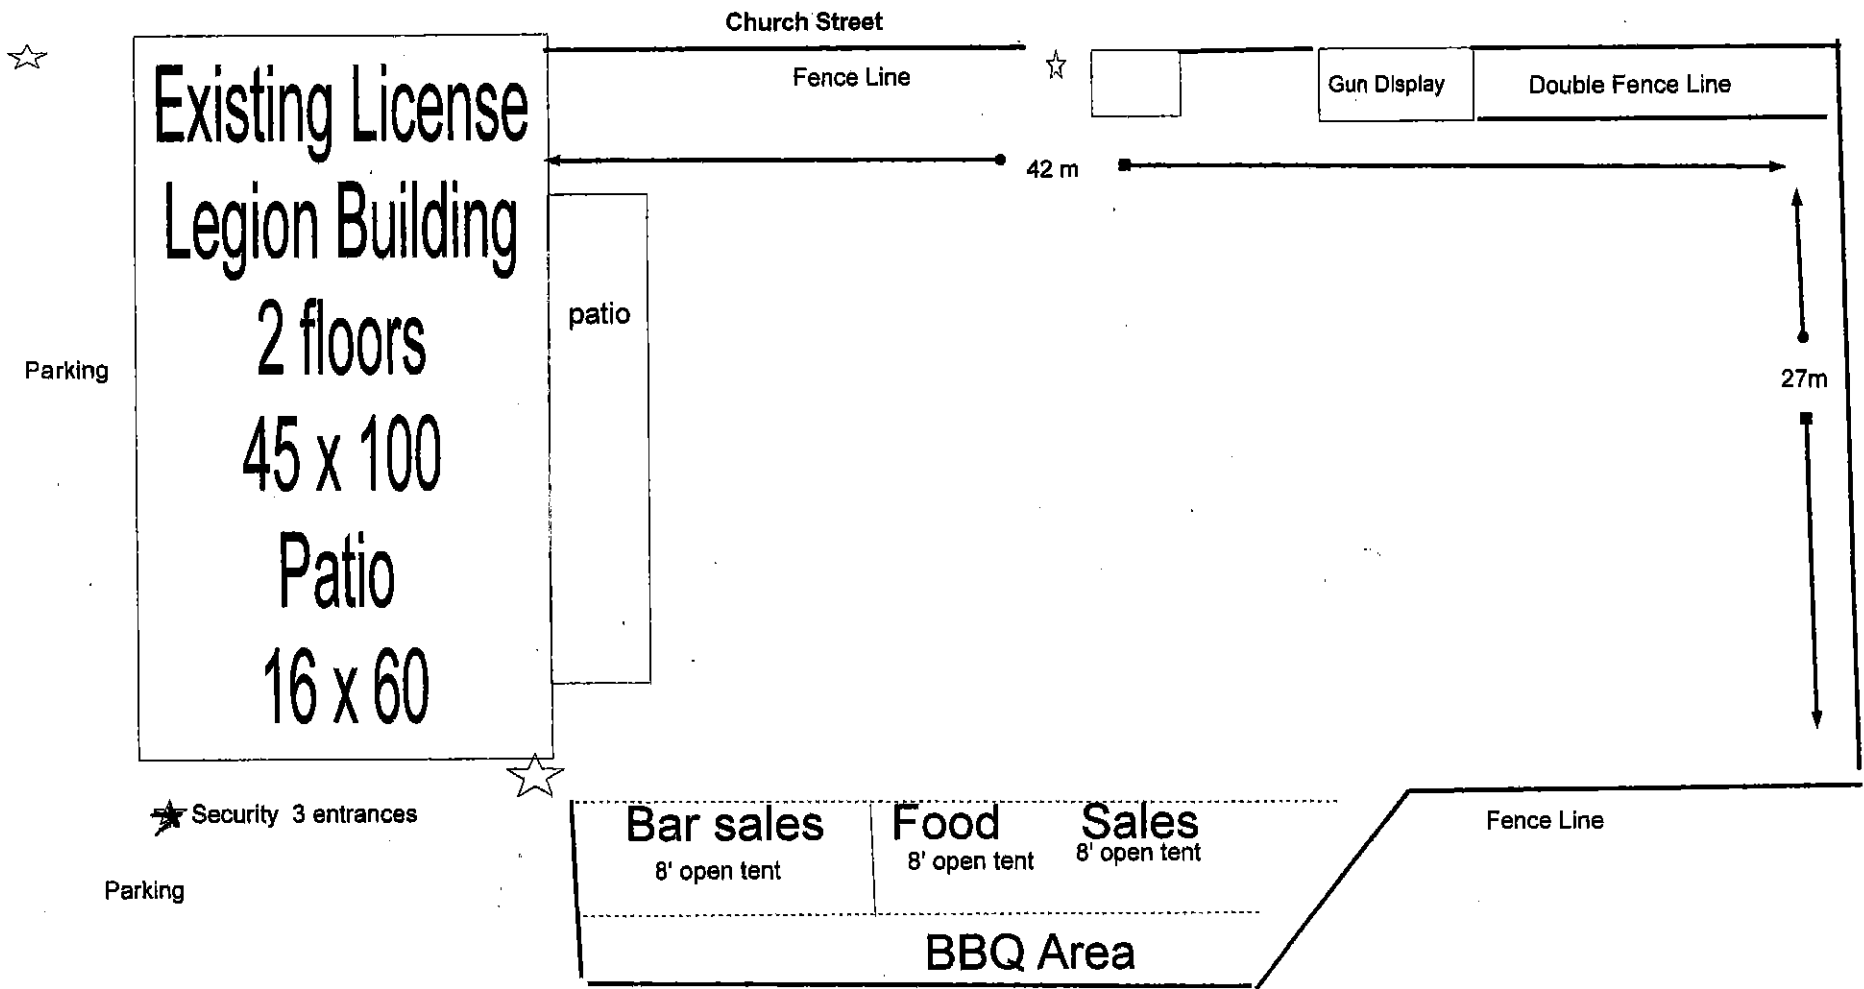 Church Street
Fence Line
Gun Display
Double Fence Line
Existing License
Legion Building
2 floors
45 x 100
Patio
16 x 60
42 m
patio
Parking
27m
Security 3 entrances
Parking
Bar sales
8' open tent
Food
8' open tent
Sales
8' open tent
Fence Line
BBQ Area